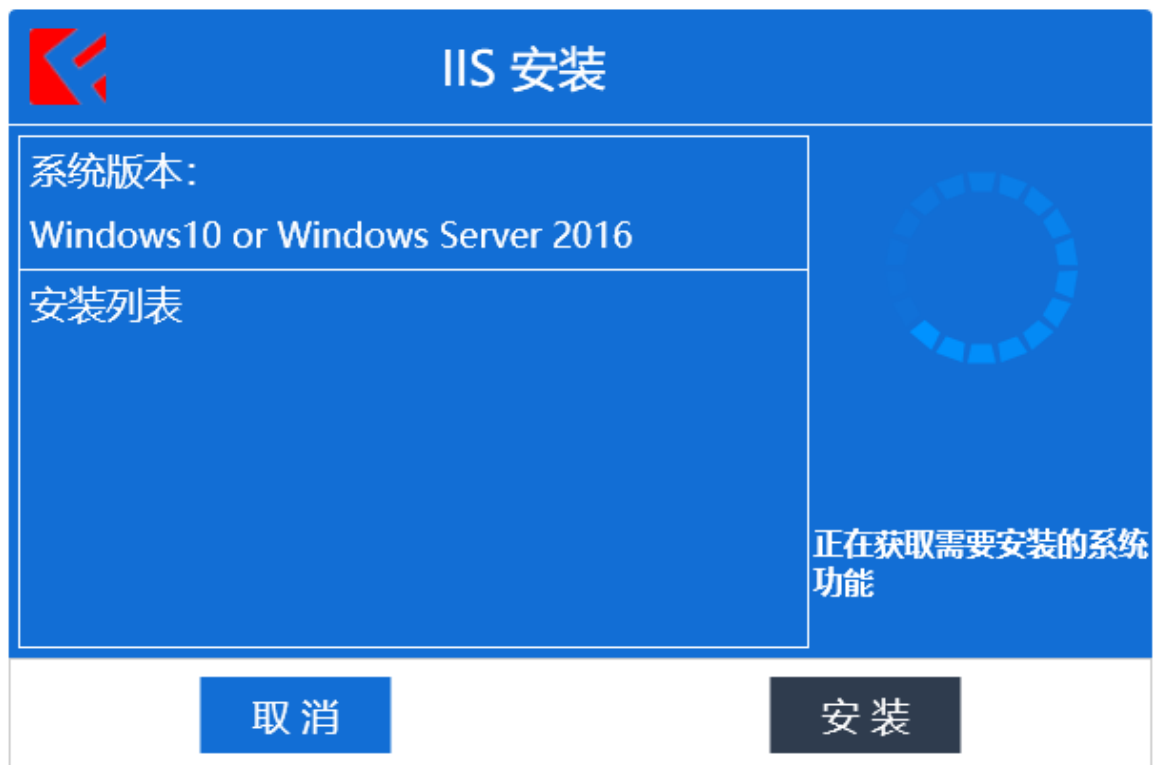 IIS 安装
系统版本：
Windows10 or Windows Server 2016
安装列表
正在获取需要安装的系统
功能
取 消
安 装